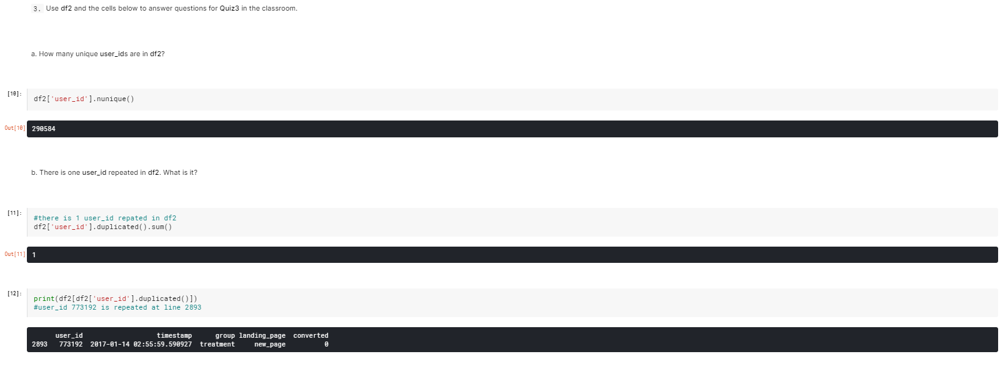 3. Use df2 and the cells below to answer questions for Quiz3 in the classroom.
a. How many unique user_ids are in df2?
[10]:
df2['user_id'].nunique()
Out[10]
290584
b. There is one user_id repeated in df2. What is it?
[11]:
#there is 1 user_id repated in df2
df2['user_id'].duplicated().sum()
Out[11]
1
[12]:
print(df2[df2['user_id'].duplicated()])
#user_id 773192 is repeated at line 2893
user_id timestamp group landing_page converted
2893 773192 2017-01-14 02:55:59.590927 treatment new_page 0